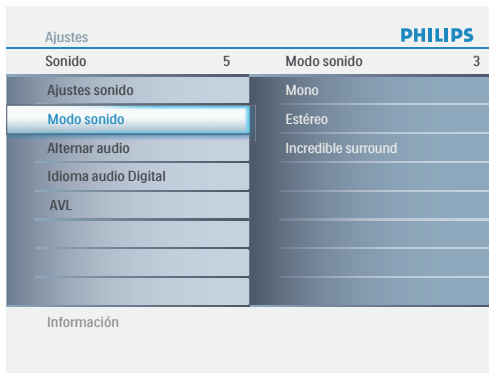 Ajustes
PHILIPS
Sonido 5
Modo sonido 3
Ajustes sonido
Modo sonido
Alternar audio
Idioma audio Digital
AVL
Mono
Estéreo
Incredible surround
Información